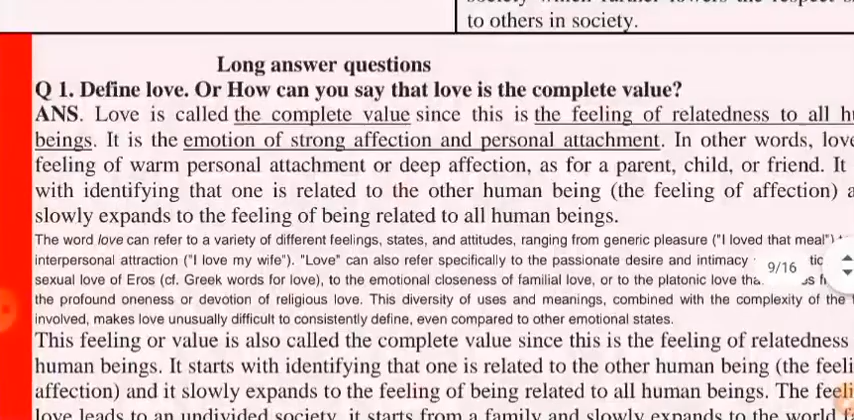 to others in society.
Long answer questions
Q 1. Define love. Or How can you say that love is the complete value?
ANS. Love is called the complete value since this is the feeling of relatedness to all
beings. It is the emotion of strong affection and personal attachment. In other words,
feeling of warm personal attachment or deep affection, as for a parent, child, or friend. It
with identifying that one is related to the other human being (the feeling of affection)
slowly expands to the feeling of being related to all human beings.
The word love can refer to a variety of different feelings, states, and attitudes, ranging from generic pleasure ("I loved that meal")
interpersonal attraction ("I love my wife"). "Love" can also refer specifically to the passionate desire and intimacy
9/16
sexual love of Eros (cf. Greek words for love), to the emotional closeness of familial love, or to the platonic love
the profound oneness or devotion of religious love. This diversity of uses and meanings, combined with the complexity of the
involved, makes love unusually difficult to consistently define, even compared to other emotional states.
This feeling or value is also called the complete value since this is the feeling of relatedness
human beings. It starts with identifying that one is related to the other human being (the
affection) and it slowly expands to the feeling of being related to all human beings. The
love leads to an undivided society, it starts from a family and slowly expands to the world